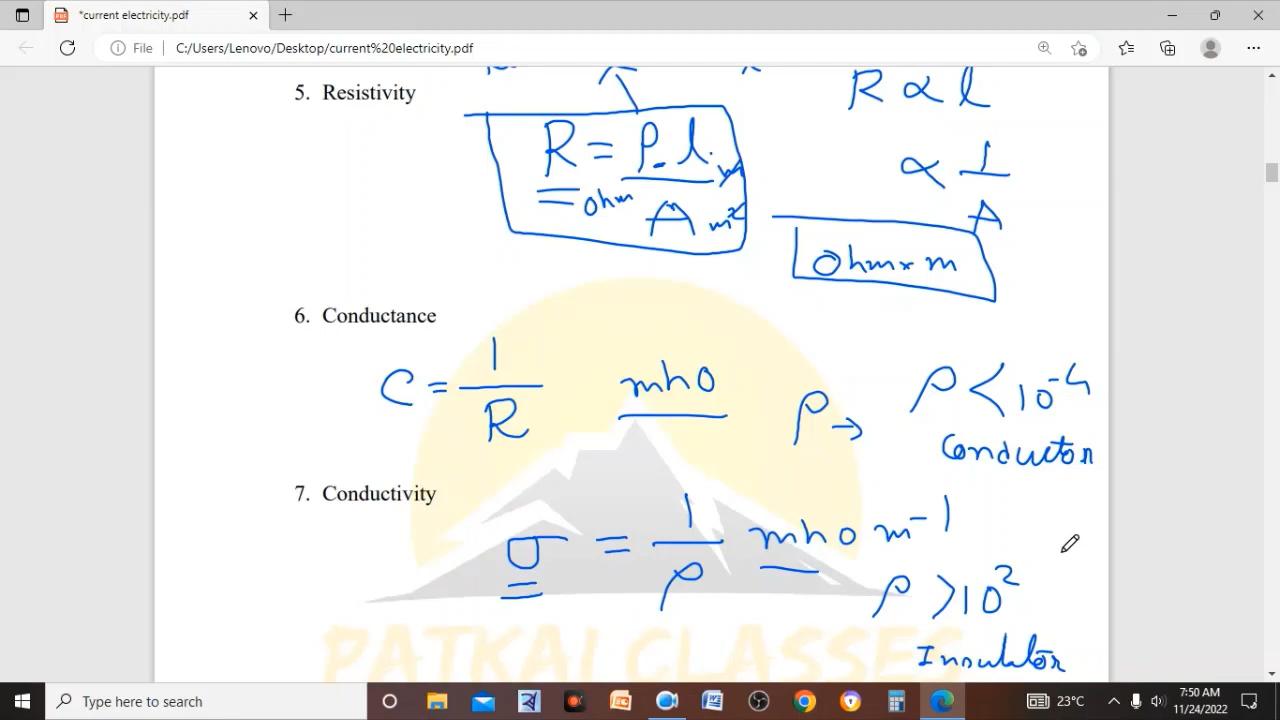 *current electricity.pdf
File C:/Users/Lenovo/Desktop/current%20electricity.pdf
5. Resistivity
R ∝ l
R = ρ l m
ohm A m²
∝ 1
A
ohm × m
6. Conductance
C = 1/R mho ρ → ρ < 10⁻⁴
Conductor
7. Conductivity
σ = 1/ρ mho m⁻¹
ρ > 10²
Insulator
PATKAI CLASSES
Type here to search
23°C
7:50 AM
11/24/2022